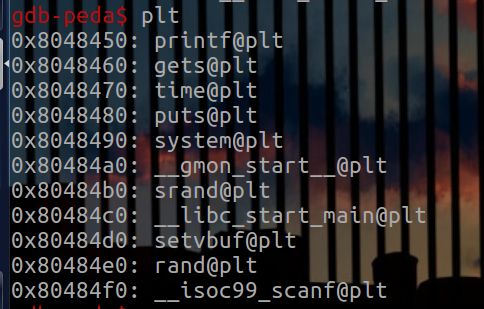 gdb-peda$ plt
0x8048450: printf@plt
0x8048460: gets@plt
0x8048470: time@plt
0x8048480: puts@plt
0x8048490: system@plt
0x80484a0: __gmon_start__@plt
0x80484b0: srand@plt
0x80484c0: __libc_start_main@plt
0x80484d0: setvbuf@plt
0x80484e0: rand@plt
0x80484f0: __isoc99_scanf@plt